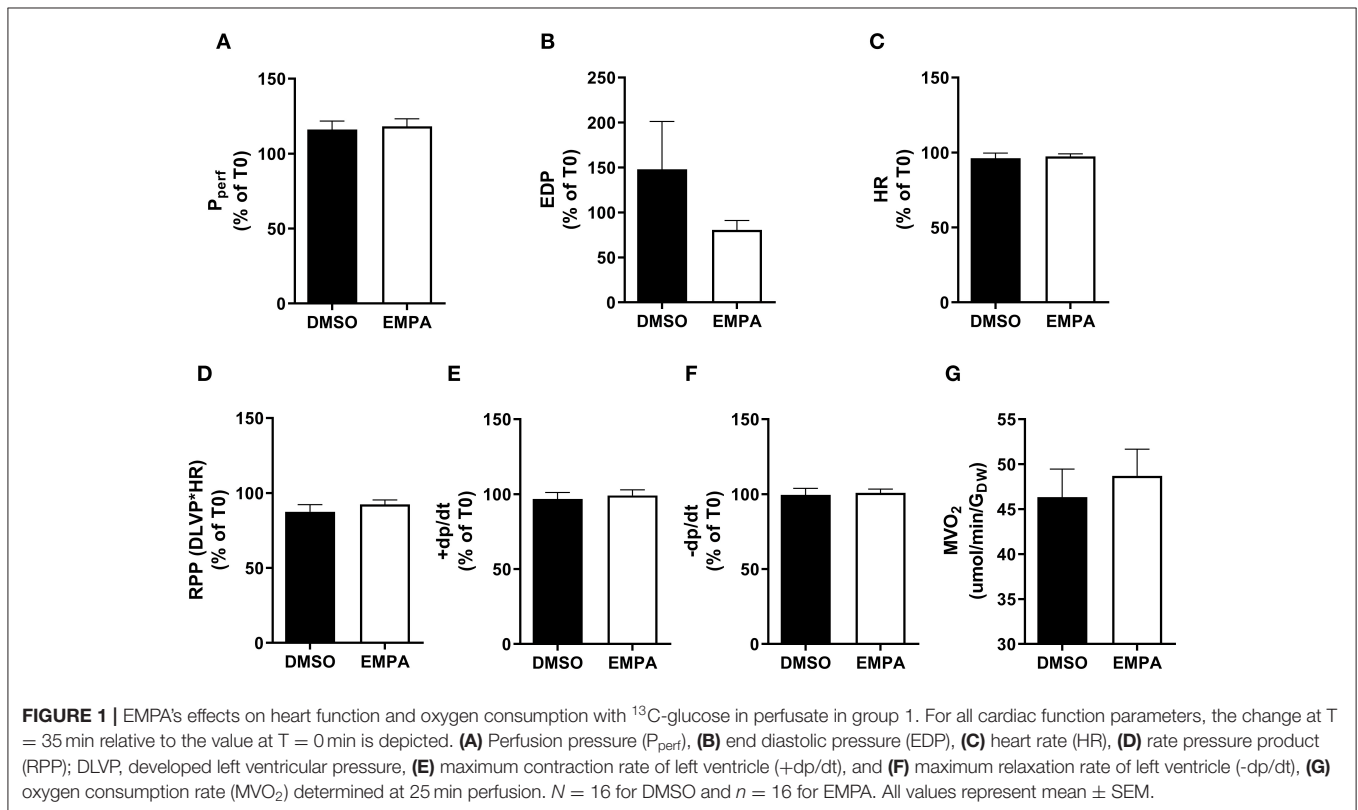 A
B
C
150
100
50
0
P_perf
(% of T0)
DMSO
EMPA
250
200
150
100
50
0
EDP
(% of T0)
DMSO
EMPA
150
100
50
0
HR
(% of T0)
DMSO
EMPA
D
E
F
G
150
100
50
0
RPP (DLVP*HR)
(% of T0)
DMSO
EMPA
150
100
50
0
+dp/dt
(% of T0)
DMSO
EMPA
150
100
50
0
-dp/dt
(% of T0)
DMSO
EMPA
55
50
45
40
35
30
MVO₂
(umol/min/G_DW)
DMSO
EMPA
FIGURE 1 | EMPA's effects on heart function and oxygen consumption with ¹³C-glucose in perfusate in group 1. For all cardiac function parameters, the change at T
= 35 min relative to the value at T = 0 min is depicted. (A) Perfusion pressure (P_perf), (B) end diastolic pressure (EDP), (C) heart rate (HR), (D) rate pressure product
(RPP); DLVP, developed left ventricular pressure, (E) maximum contraction rate of left ventricle (+dp/dt), and (F) maximum relaxation rate of left ventricle (-dp/dt), (G)
oxygen consumption rate (MVO₂) determined at 25 min perfusion. N = 16 for DMSO and n = 16 for EMPA. All values represent mean ± SEM.